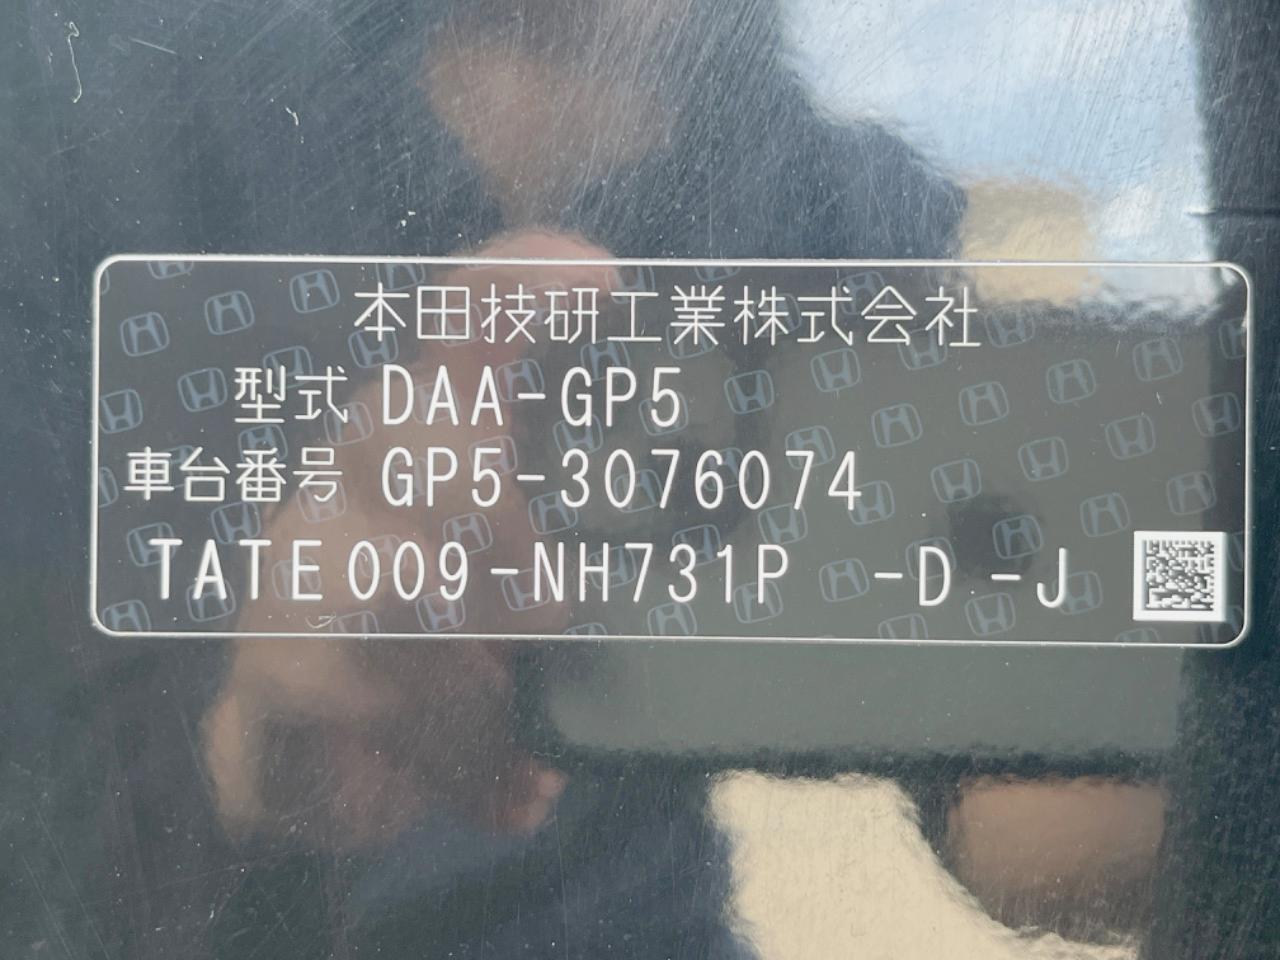 本田技研工業株式会社
型式 DAA-GP5
車台番号 GP5-3076074
TATE009-NH731P -D -J